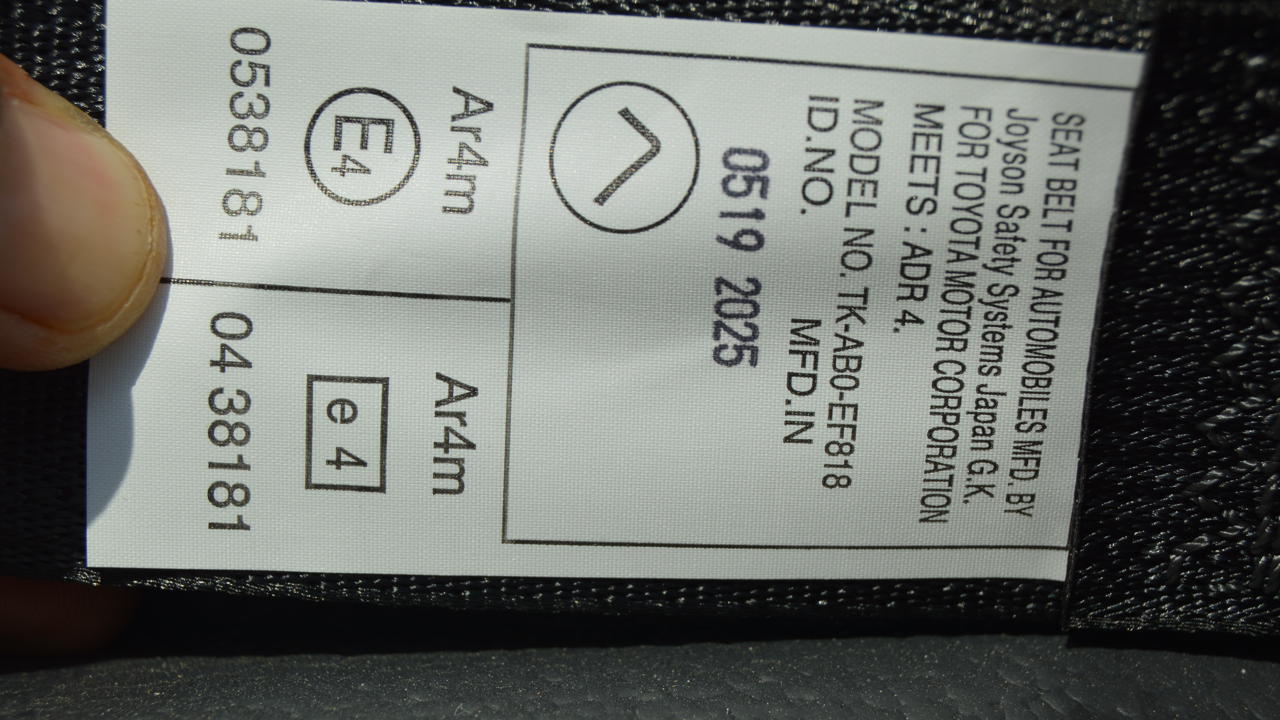 SEAT BELT FOR AUTOMOBILES MFD. BY
Joyson Safety Systems Japan G.K.
FOR TOYOTA MOTOR CORPORATION
MEETS : ADR 4.
MODEL NO. TK-AB0-EF818
ID.NO. MFD.IN
0519 2025
Ar4m
E4
0538181
Ar4m
e 4
04 38181